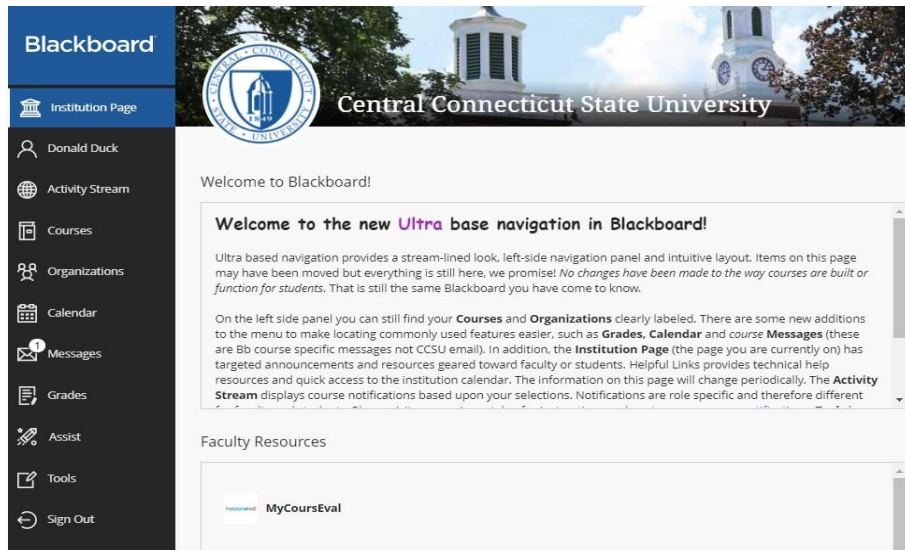 Blackboard
Institution Page
Donald Duck
Activity Stream
Courses
Organizations
Calendar
1
Messages
Grades
Assist
Tools
Sign Out
CENTRAL CONNECTICUT STATE UNIVERSITY
1849
Central Connecticut State University
Welcome to Blackboard!
Welcome to the new Ultra base navigation in Blackboard!
Ultra based navigation provides a stream-lined look, left-side navigation panel and intuitive layout. Items on this page
may have been moved but everything is still here, we promise! No changes have been made to the way courses are built or
function for students. That is still the same Blackboard you have come to know.
On the left side panel you can still find your Courses and Organizations clearly labeled. There are some new additions
to the menu to make locating commonly used features easier, such as Grades, Calendar and course Messages (these
are Bb course specific messages not CCSU email). In addition, the Institution Page (the page you are currently on) has
targeted announcements and resources geared toward faculty or students. Helpful Links provides technical help
resources and quick access to the institution calendar. The information on this page will change periodically. The Activity
Stream displays course notifications based upon your selections. Notifications are role specific and therefore different
Faculty Resources
MyCoursEval